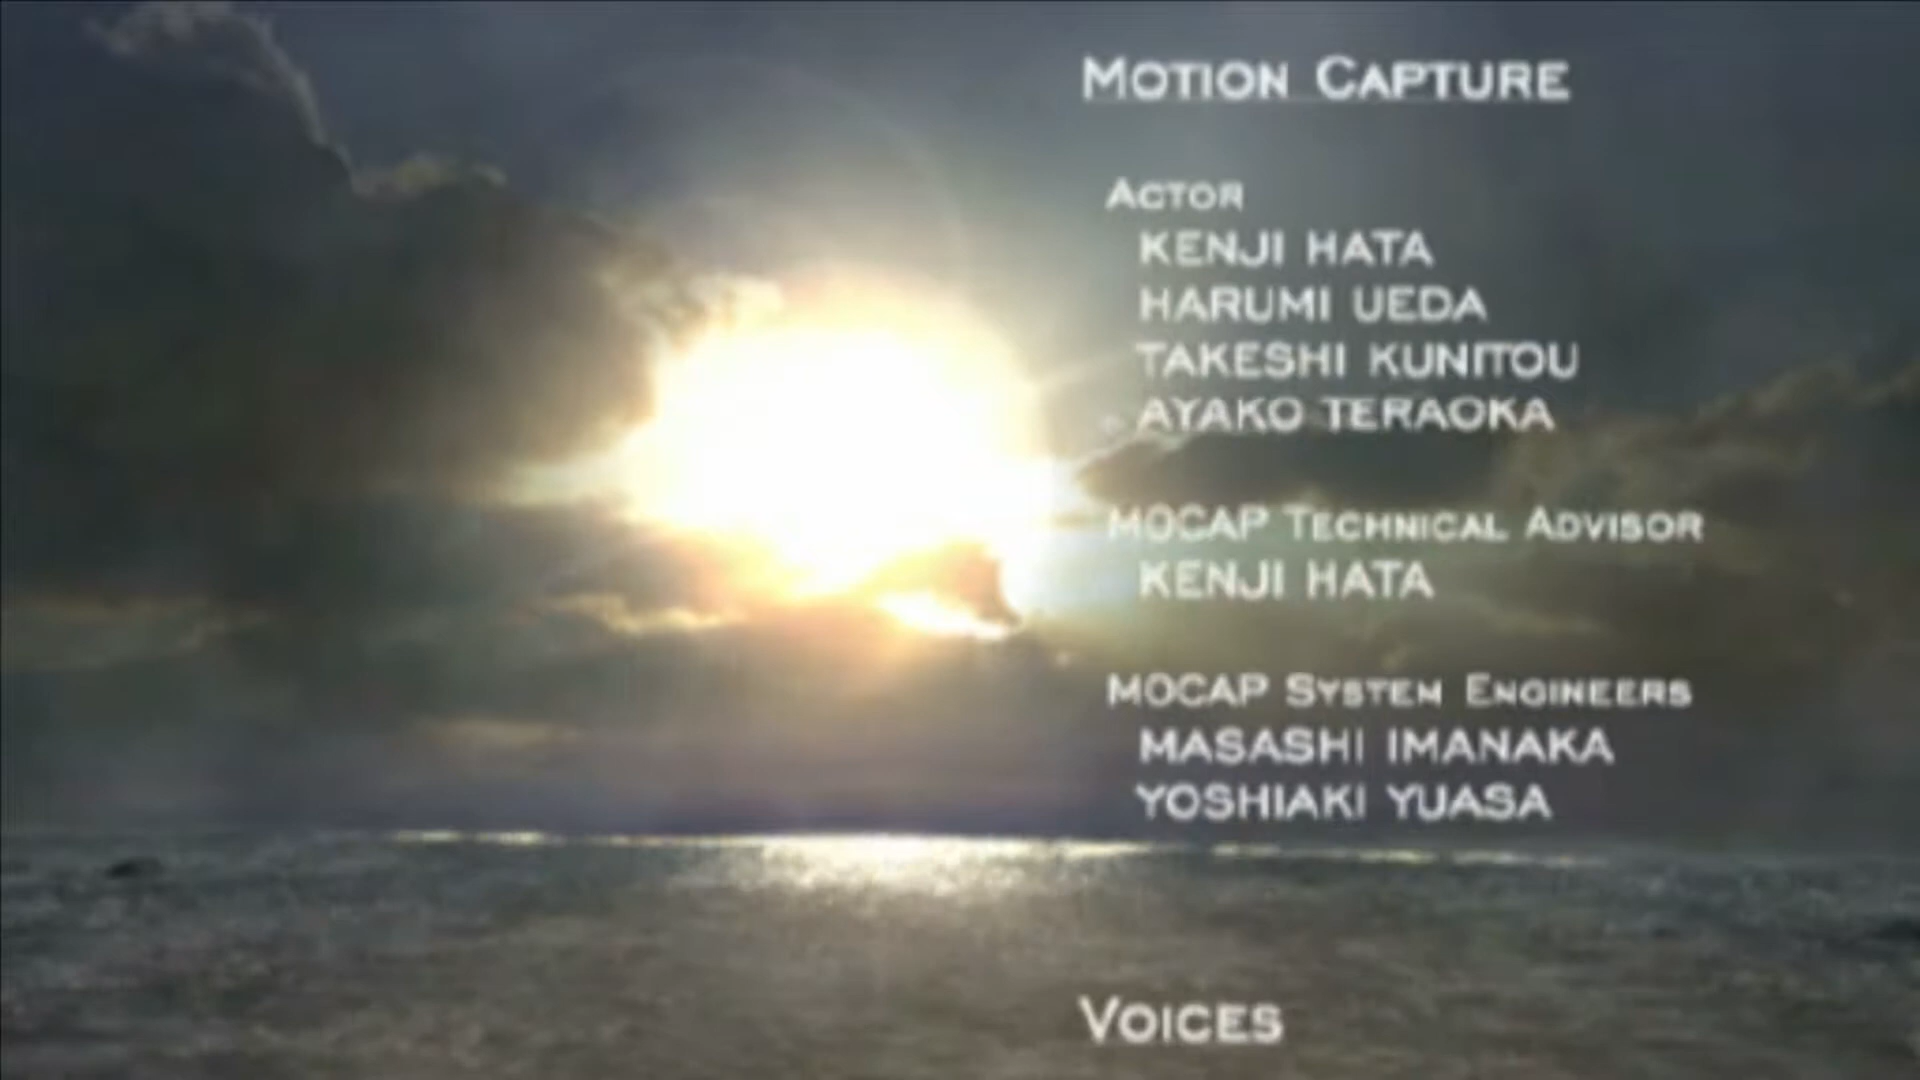 MOTION CAPTURE
ACTOR
KENJI HATA
HARUMI UEDA
TAKESHI KUNITOU
AYAKO TERAOKA
MOCAP TECHNICAL ADVISOR
KENJI HATA
MOCAP SYSTEM ENGINEERS
MASASHI IMANAKA
YOSHIAKI YUASA
VOICES